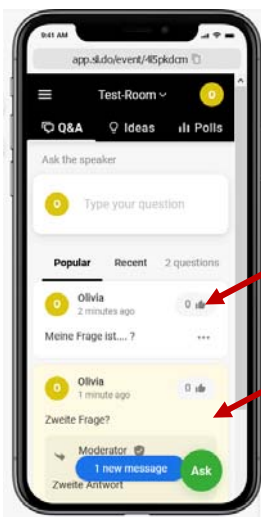 9:41 AM
app.sli.do/event/4l5pkdcm
Test-Room
O
Q&A Ideas Polls
Ask the speaker
O Type your question
Popular Recent 2 questions
O Olivia 0
2 minutes ago
Meine Frage ist.... ?
O Olivia 0
1 minute ago
Zweite Frage?
Moderator
1 new message Ask
Zweite Antwort